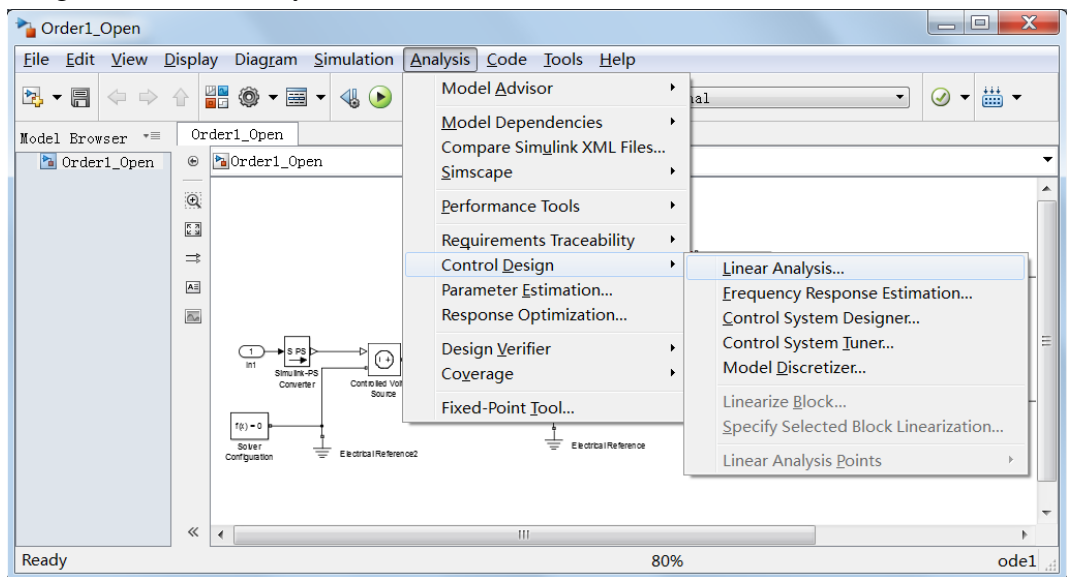 Order1_Open
File Edit View Display Diagram Simulation Analysis Code Tools Help
Model Advisor
Model Dependencies
Compare Simulink XML Files...
Simscape
Performance Tools
Requirements Traceability
Control Design
Parameter Estimation...
Response Optimization...
Design Verifier
Coverage
Fixed-Point Tool...
Linear Analysis...
Frequency Response Estimation...
Control System Designer...
Control System Tuner...
Model Discretizer...
Linearize Block...
Specify Selected Block Linearization...
Linear Analysis Points
Model Browser
Order1_Open
Order1_Open
Order1_Open
1
In1
S PS
Simulink-PS
Converter
Controlled Vol
Source
f(x) = 0
Solver
Configuration
Electrical Reference2
Electrical Reference
Ready
80%
ode1